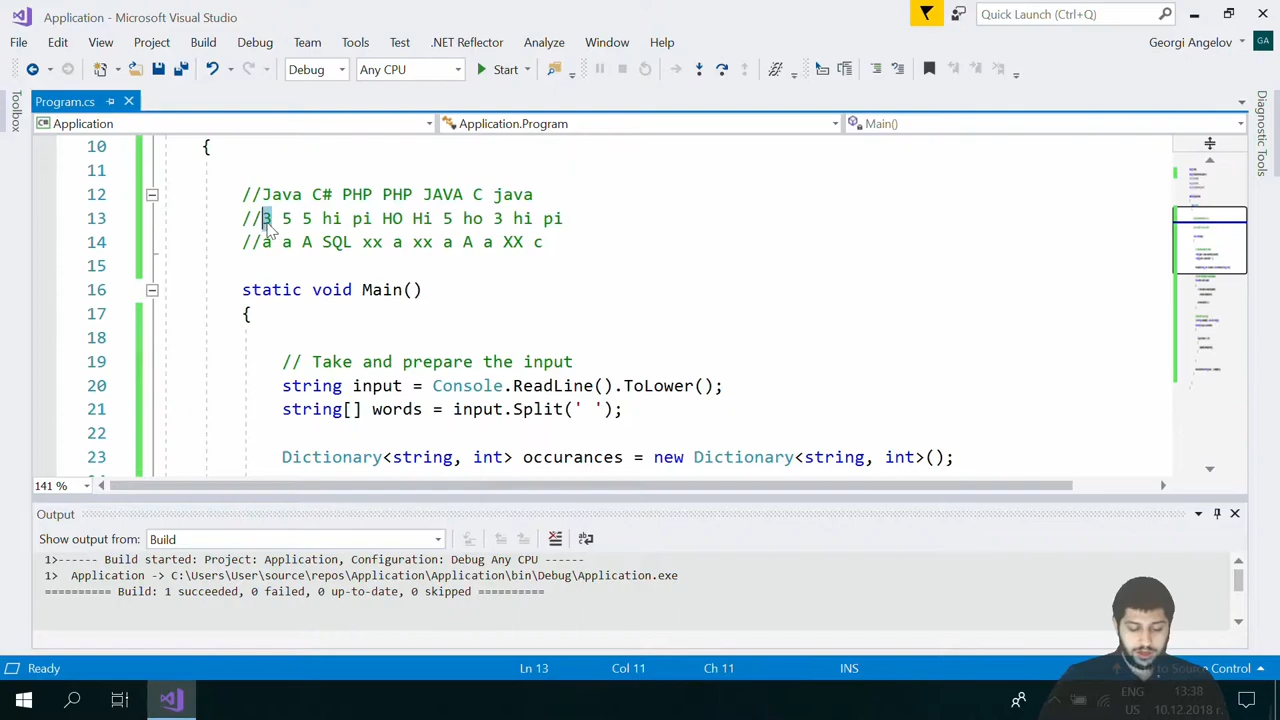 Application - Microsoft Visual Studio
Quick Launch (Ctrl+Q)
File Edit View Project Build Debug Team Tools Test .NET Reflector Analyze Window Help
Georgi Angelov GA
Debug Any CPU Start
Program.cs
Application Application.Program Main()
Toolbox
Diagnostic Tools
10 {
11
12 //Java C# PHP PHP JAVA C java
13 //3 5 5 hi pi HO Hi 5 ho 3 hi pi
14 //a a A SQL xx a xx a A a XX c
15
16 static void Main()
17 {
18
19 // Take and prepare the input
20 string input = Console.ReadLine().ToLower();
21 string[] words = input.Split(' ');
22
23 Dictionary<string, int> occurances = new Dictionary<string, int>();
141 %
Output
Show output from: Build
1>------ Build started: Project: Application, Configuration: Debug Any CPU ------
1> Application -> C:\Users\User\source\repos\Application\Application\bin\Debug\Application.exe
========== Build: 1 succeeded, 0 failed, 0 up-to-date, 0 skipped ==========
Ready Ln 13 Col 11 Ch 11 INS to Source Control
ENG 13:38
US 10.12.2018 г.